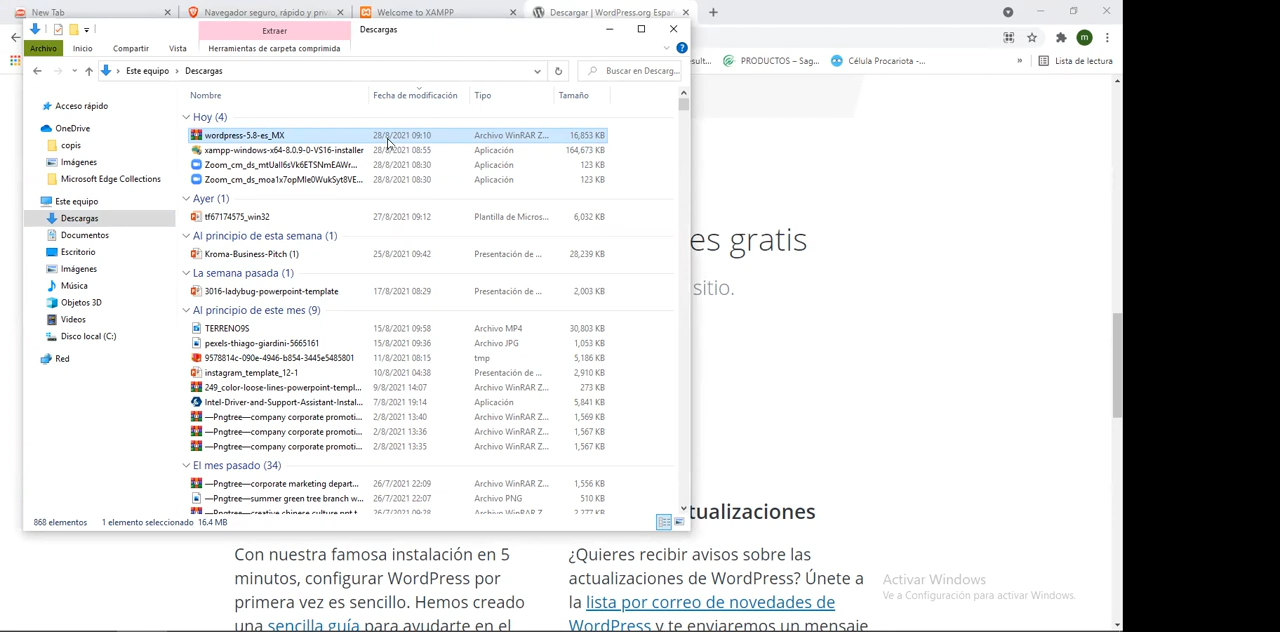 New Tab
Navegador seguro, rápido y priv
Welcome to XAMPP
Descargar | WordPress.org Españ
Extraer
Descargas
Archivo
Inicio
Compartir
Vista
Herramientas de carpeta comprimida
Este equipo > Descargas
Buscar en Descarg...
PRODUCTOS – Sag...
Célula Procariota -...
»
Lista de lectura
Nombre
Fecha de modificación
Tipo
Tamaño
Acceso rápido
OneDrive
copis
Imágenes
Microsoft Edge Collections
Este equipo
Descargas
Documentos
Escritorio
Imágenes
Música
Objetos 3D
Videos
Disco local (C:)
Red
Hoy (4)
wordpress-5.8-es_MX 28/8/2021 09:10 Archivo WinRAR Z... 16,853 KB
xampp-windows-x64-8.0.9-0-VS16-installer 28/8/2021 08:55 Aplicación 164,673 KB
Zoom_cm_ds_mtUall6sVk6ETSNmEAWr... 28/8/2021 08:30 Aplicación 123 KB
Zoom_cm_ds_moa1x7opMIe0WukSyt8VE... 28/8/2021 08:30 Aplicación 123 KB
Ayer (1)
tf67174575_win32 27/8/2021 09:12 Plantilla de Micros... 6,032 KB
Al principio de esta semana (1)
Kroma-Business-Pitch (1) 25/8/2021 09:42 Presentación de ... 28,239 KB
La semana pasada (1)
3016-ladybug-powerpoint-template 17/8/2021 08:29 Presentación de ... 2,003 KB
Al principio de este mes (9)
TERRENO9S 15/8/2021 09:58 Archivo MP4 30,803 KB
pexels-thiago-giardini-5665161 15/8/2021 09:36 Archivo JPG 1,053 KB
9578814c-090e-4946-b854-3445e5485801 11/8/2021 08:15 tmp 5,186 KB
instagram_template_12-1 10/8/2021 04:38 Presentación de ... 2,910 KB
249_color-loose-lines-powerpoint-templ... 9/8/2021 14:07 Archivo WinRAR Z... 273 KB
Intel-Driver-and-Support-Assistant-Instal... 7/8/2021 19:14 Aplicación 5,841 KB
—Pngtree—company corporate promoti... 2/8/2021 13:40 Archivo WinRAR Z... 1,569 KB
—Pngtree—company corporate promoti... 2/8/2021 13:36 Archivo WinRAR Z... 1,567 KB
—Pngtree—company corporate promoti... 2/8/2021 13:35 Archivo WinRAR Z... 1,567 KB
El mes pasado (34)
—Pngtree—corporate marketing depart... 26/7/2021 22:09 Archivo WinRAR Z... 1,556 KB
—Pngtree—summer green tree branch w... 26/7/2021 22:07 Archivo PNG 510 KB
868 elementos
1 elemento seleccionado 16.4 MB
es gratis
sitio.
tualizaciones
Con nuestra famosa instalación en 5
minutos, configurar WordPress por
primera vez es sencillo. Hemos creado
una sencilla guía para ayudarte en el
¿Quieres recibir avisos sobre las
actualizaciones de WordPress? Únete a
la lista por correo de novedades de
WordPress y te enviaremos un mensaje
Activar Windows
Ve a Configuración para activar Windows.